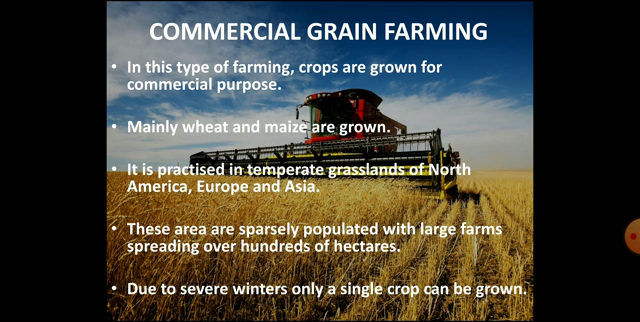 COMMERCIAL GRAIN FARMING
• In this type of farming, crops are grown for
commercial purpose.
• Mainly wheat and maize are grown.
• It is practised in temperate grasslands of North
America, Europe and Asia.
• These area are sparsely populated with large farms
spreading over hundreds of hectares.
• Due to severe winters only a single crop can be grown.